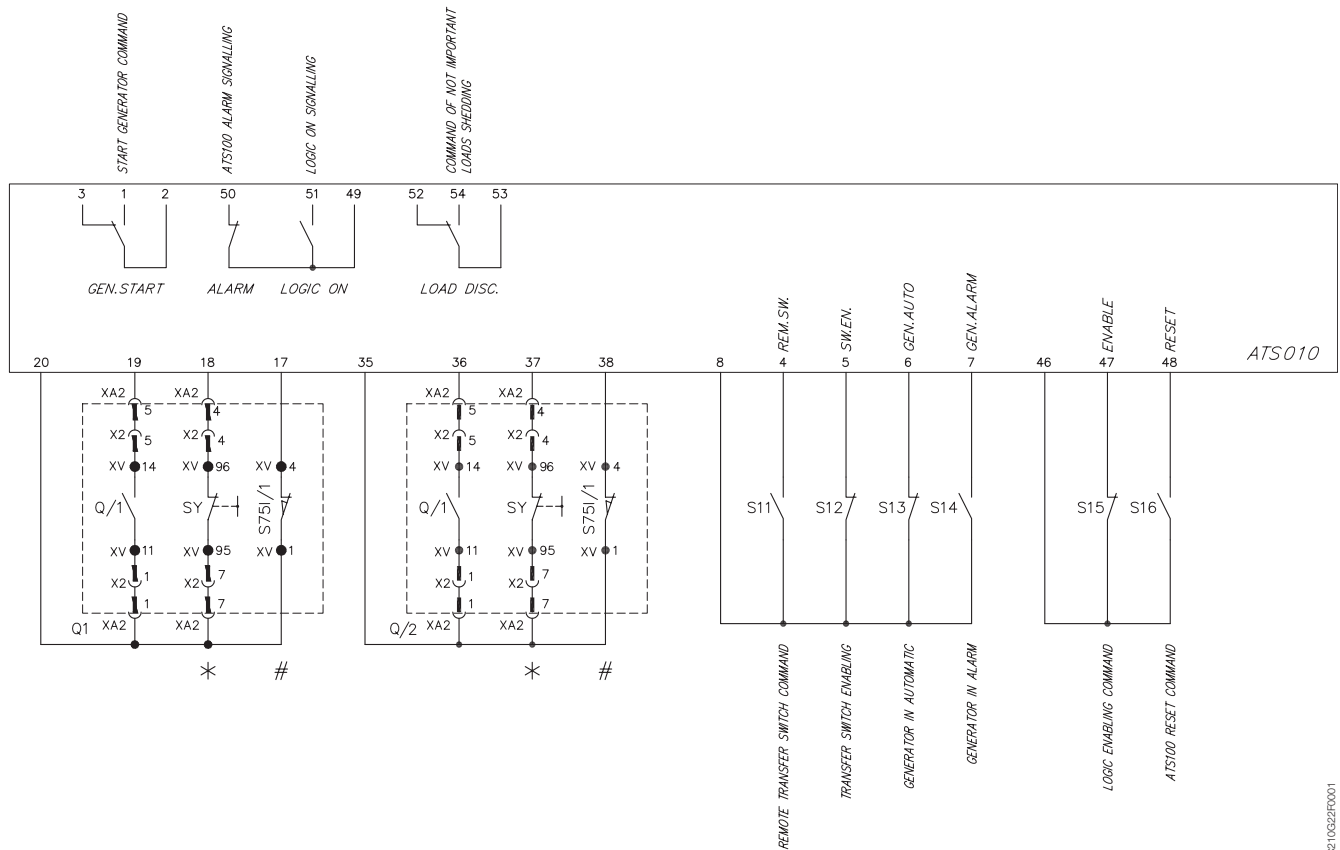 START GENERATOR COMMAND
ATS100 ALARM SIGNALLING
LOGIC ON SIGNALLING
COMMAND OF NOT IMPORTANT
LOADS SHEDDING
3 1 2 50 51 49 52 54 53
GEN.START ALARM LOGIC ON LOAD DISC.
REM.SW.
SW.EN.
GEN.AUTO
GEN.ALARM
ENABLE
RESET
ATS010
20 19 18 17 35 36 37 38 8 4 5 6 7 46 47 48
XA2 XA2 XA2 XA2
5 4 5 4
X2 X2 X2 X2
5 4 5 4
XV 14 XV 96 XV 4 XV 14 XV 96 XV 4
Q/1 SY S75I/1 Q/1 SY S75I/1 S11 S12 S13 S14 S15 S16
XV 11 XV 95 XV 1 XV 11 XV 95 XV 1
1 7 1 7
X2 X2 X2 X2
1 7 1 7
Q1 XA2 XA2 Q/2 XA2 XA2
* # * #
REMOTE TRANSFER SWITCH COMMAND
TRANSFER SWITCH ENABLING
GENERATOR IN AUTOMATIC
GENERATOR IN ALARM
LOGIC ENABLING COMMAND
ATS100 RESET COMMAND